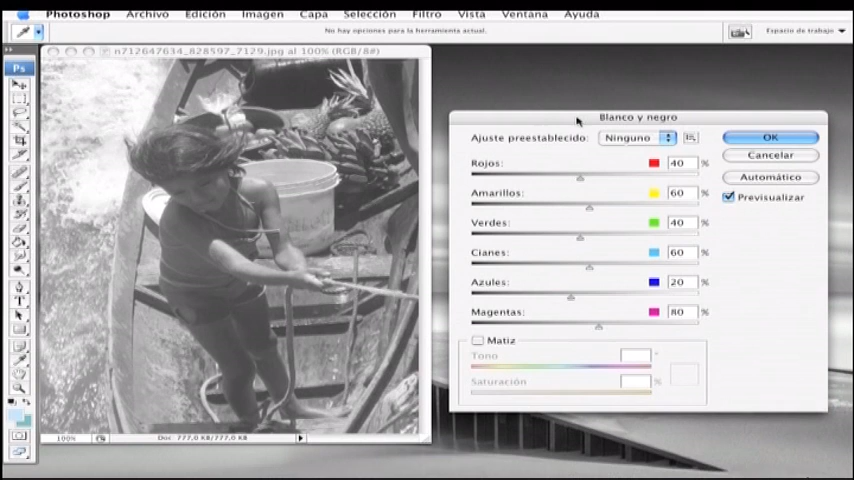 Photoshop Archivo Edición Imagen Capa Selección Filtro Vista Ventana Ayuda
No hay opciones para la herramienta actual.
Espacio de trabajo
Ps
n712647634_828597_7129.jpg al 100% (RGB/8#)
Blanco y negro
Ajuste preestablecido: Ninguno
OK
Rojos: 40 %
Cancelar
Automático
Amarillos: 60 %
Previsualizar
Verdes: 40 %
Cianes: 60 %
Azules: 20 %
Magentas: 80 %
Matiz
Tono °
Saturación %
100% Doc: 777,0 KB/777,0 KB